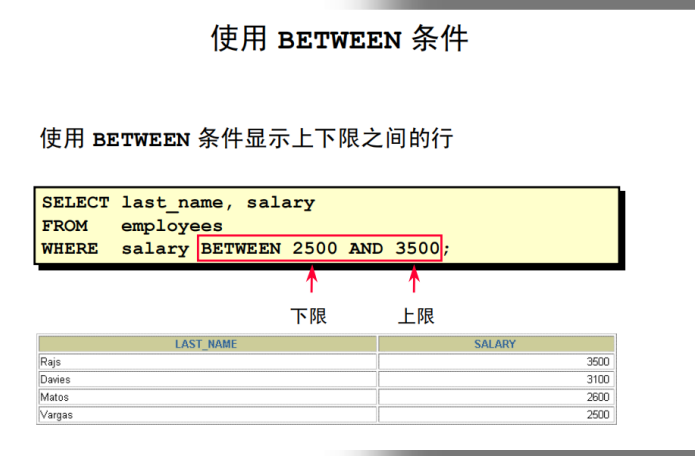 使用 BETWEEN 条件
使用 BETWEEN 条件显示上下限之间的行
SELECT last_name, salary
FROM employees
WHERE salary BETWEEN 2500 AND 3500;
下限 上限
LAST_NAME SALARY
Rajs 3500
Davies 3100
Matos 2600
Vargas 2500